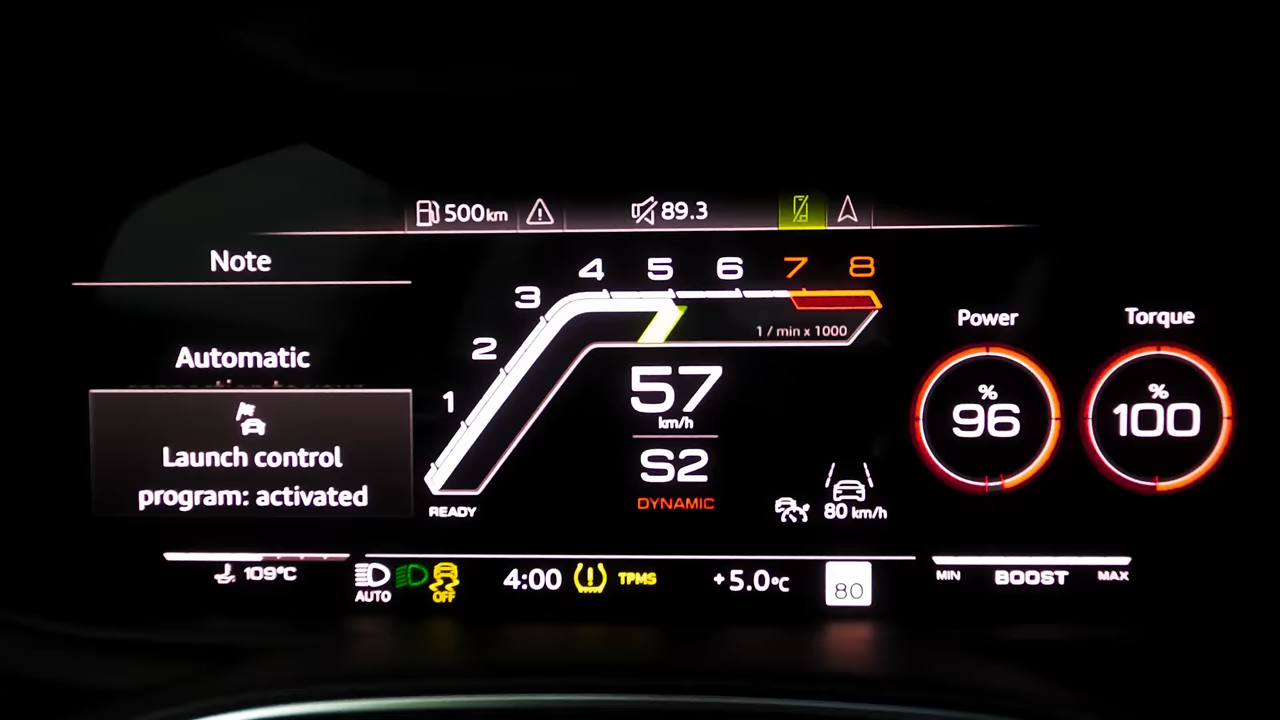 500km
89.3
Note
4 5 6 7 8
3
2
1
1 / min x 1000
Power
Torque
Automatic
57
km/h
%
96
%
100
Launch control
program: activated
S2
DYNAMIC
READY
80 km/h
109°C
AUTO
OFF
4:00
TPMS
+5.0°C
80
MIN BOOST MAX